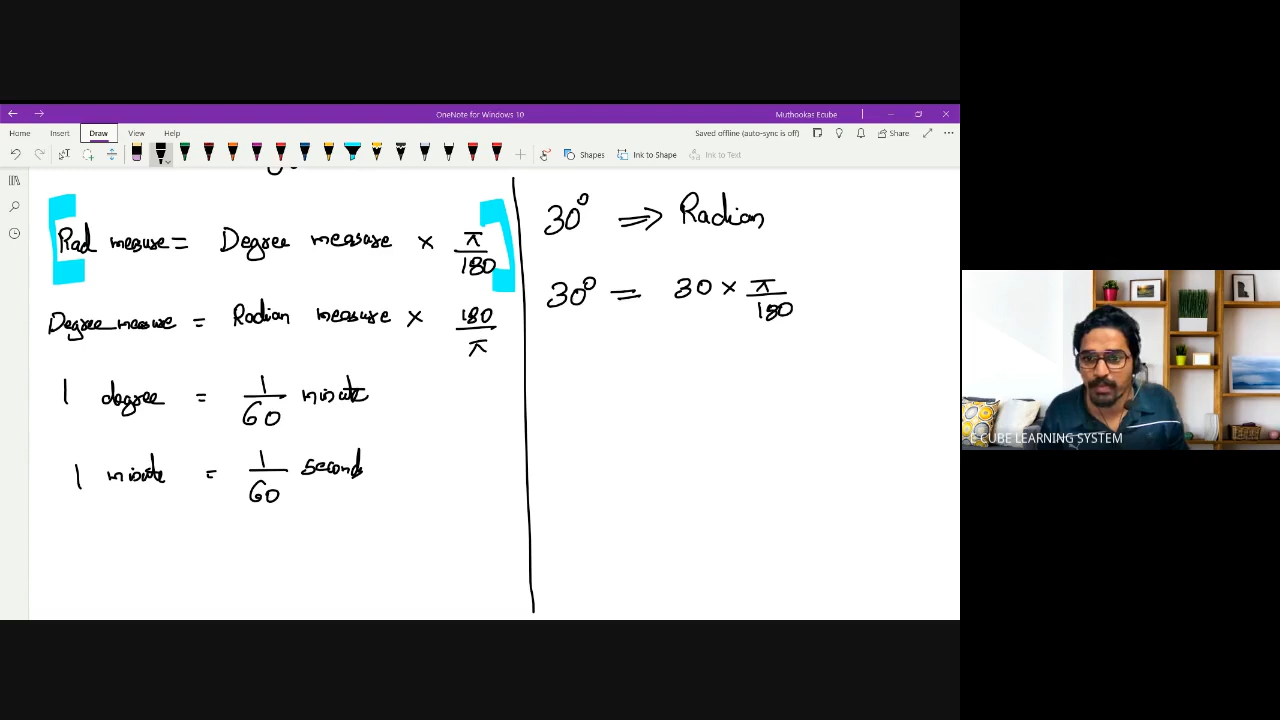 OneNote for Windows 10
Muthookas Ecube
Home Insert Draw View Help
Saved offline (auto-sync is off)
Share
Shapes
Ink to Shape
Ink to Text
Rad measure = Degree measure × π/180
Degree measure = Radian measure × 180/π
1 degree = 1/60 minute
1 minute = 1/60 second
30° ⇒ Radian
30° = 30 × π/180
C CUBE LEARNING SYSTEM